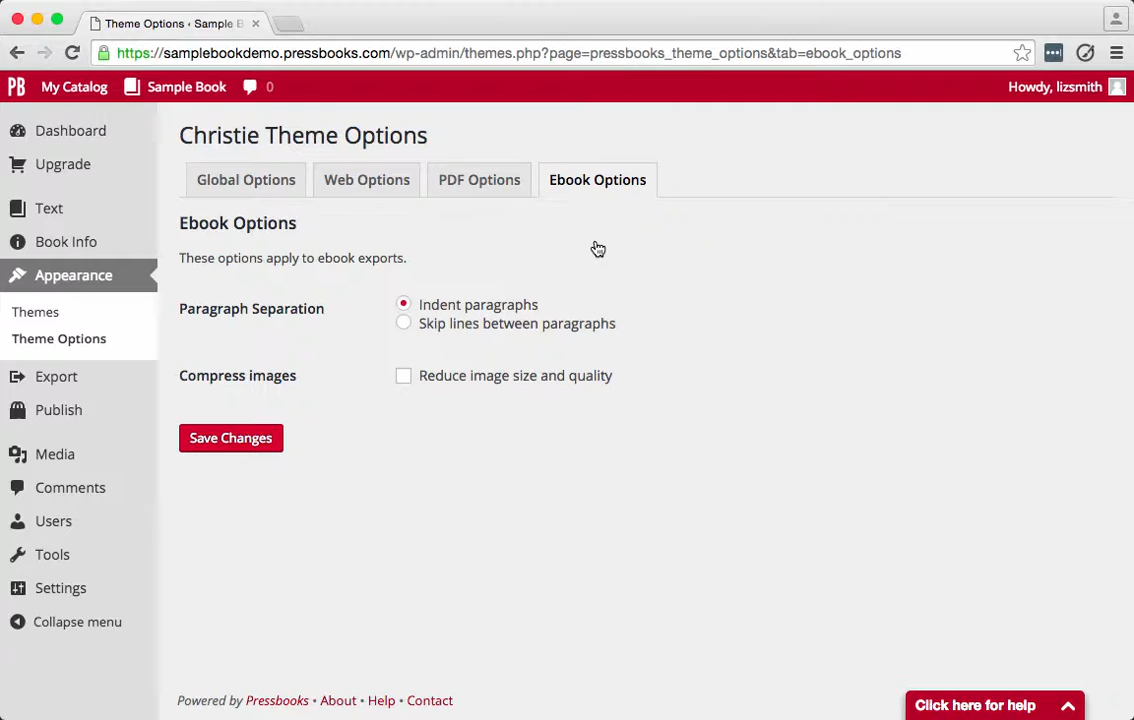 Theme Options ‹ Sample B
https://samplebookdemo.pressbooks.com/wp-admin/themes.php?page=pressbooks_theme_options&tab=ebook_options
PB My Catalog Sample Book 0 Howdy, lizsmith
Dashboard
Upgrade
Text
Book Info
Appearance
Themes
Theme Options
Export
Publish
Media
Comments
Users
Tools
Settings
Collapse menu
Christie Theme Options
Global Options Web Options PDF Options Ebook Options
Ebook Options
These options apply to ebook exports.
Paragraph Separation
Indent paragraphs
Skip lines between paragraphs
Compress images
Reduce image size and quality
Save Changes
Powered by Pressbooks • About • Help • Contact
Click here for help